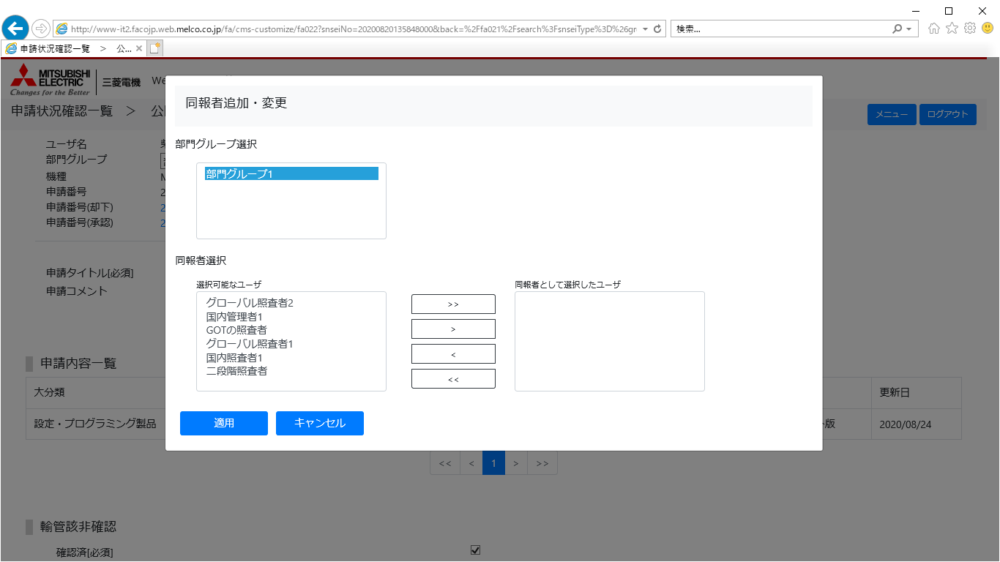 http://www-it2.facojp.web.melco.co.jp/fa/cms-customize/fa022?snseiNo=20200820135848000&back=%2Ffa021%2Fsearch%3FsnseiType%3D%26gr
検索...
申請状況確認一覧 > 公...
MITSUBISHI ELECTRIC
Changes for the Better
三菱電機 We
申請状況確認一覧 > 公
メニュー
ログアウト
同報者追加・変更
ユーザ名
部門グループ
機種
申請番号
申請番号(却下)
申請番号(承認)
部門グループ選択
部門グループ1
申請タイトル[必須]
申請コメント
同報者選択
選択可能なユーザ
同報者として選択したユーザ
グローバル照査者2
国内管理者1
GOTの照査者
グローバル照査者1
国内照査者1
二段階照査者
>>
>
<
<<
適用
キャンセル
申請内容一覧
大分類
更新日
設定・プログラミング製品
版
2020/08/24
<< < 1 > >>
輸管該非確認
確認済[必須]